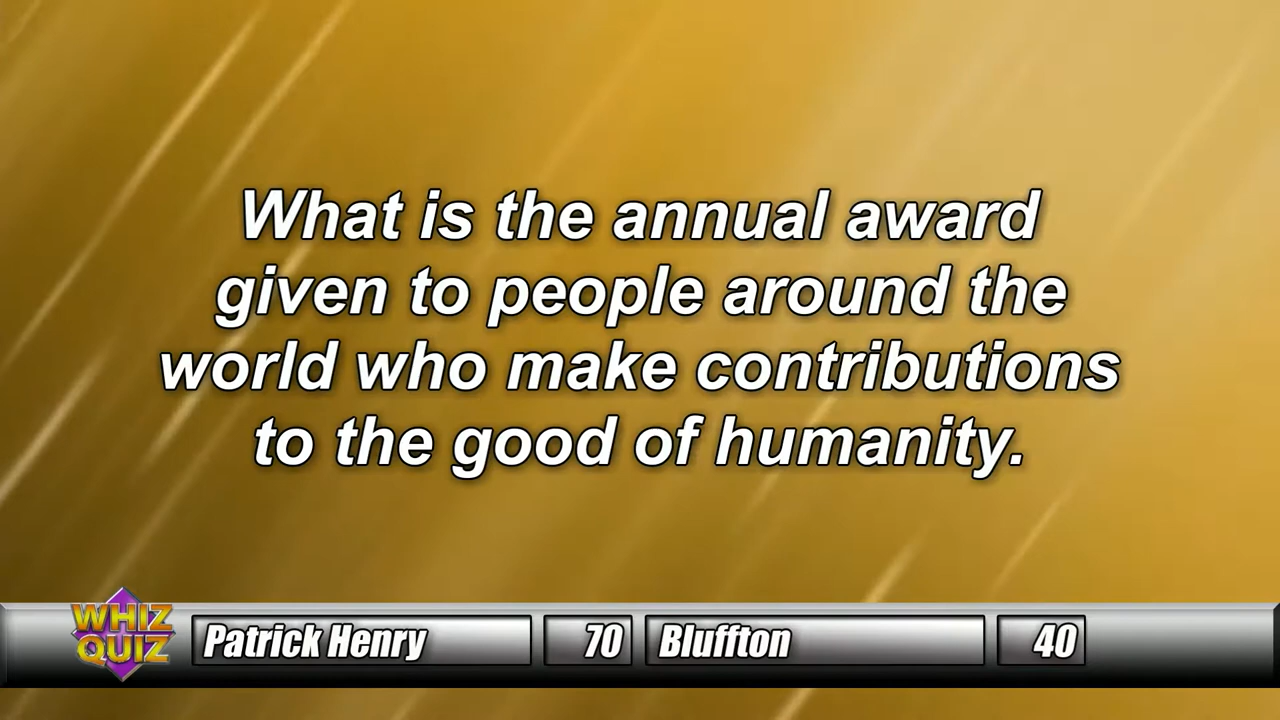 What is the annual award
given to people around the
world who make contributions
to the good of humanity.
WHIZ
QUIZ
Patrick Henry 70 Bluffton 40